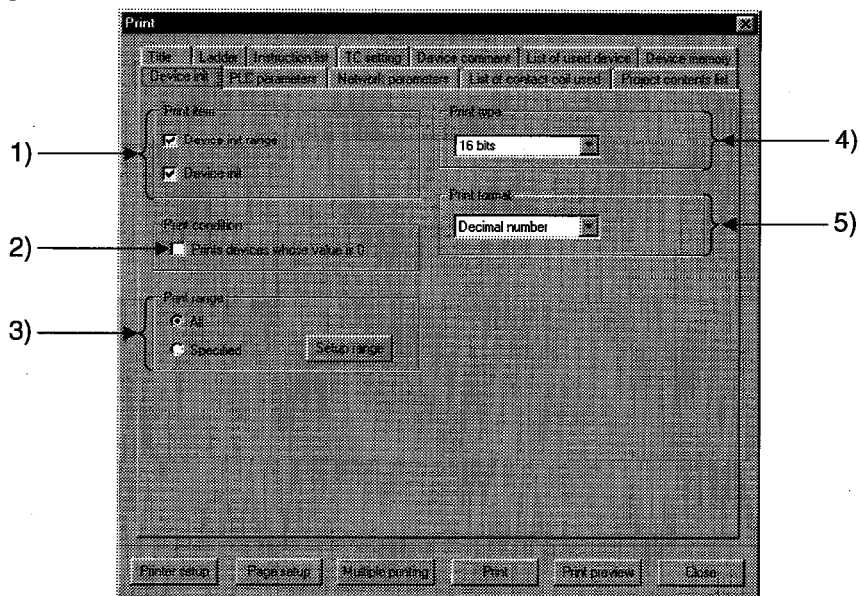 Print
Title Ladder Instruction list TC setting Device comment List of used device Device memory
Device init PLC parameters Network parameters List of contact coil used Project contents list
Print item
Device init range
Device init
Print condition
Prints devices whose value is 0
Print range
All
Specified
Setup range
Print type
16 bits
Print format
Decimal number
1)
2)
3)
4)
5)
Printer setup Page setup Multiple printing Print Print preview Close